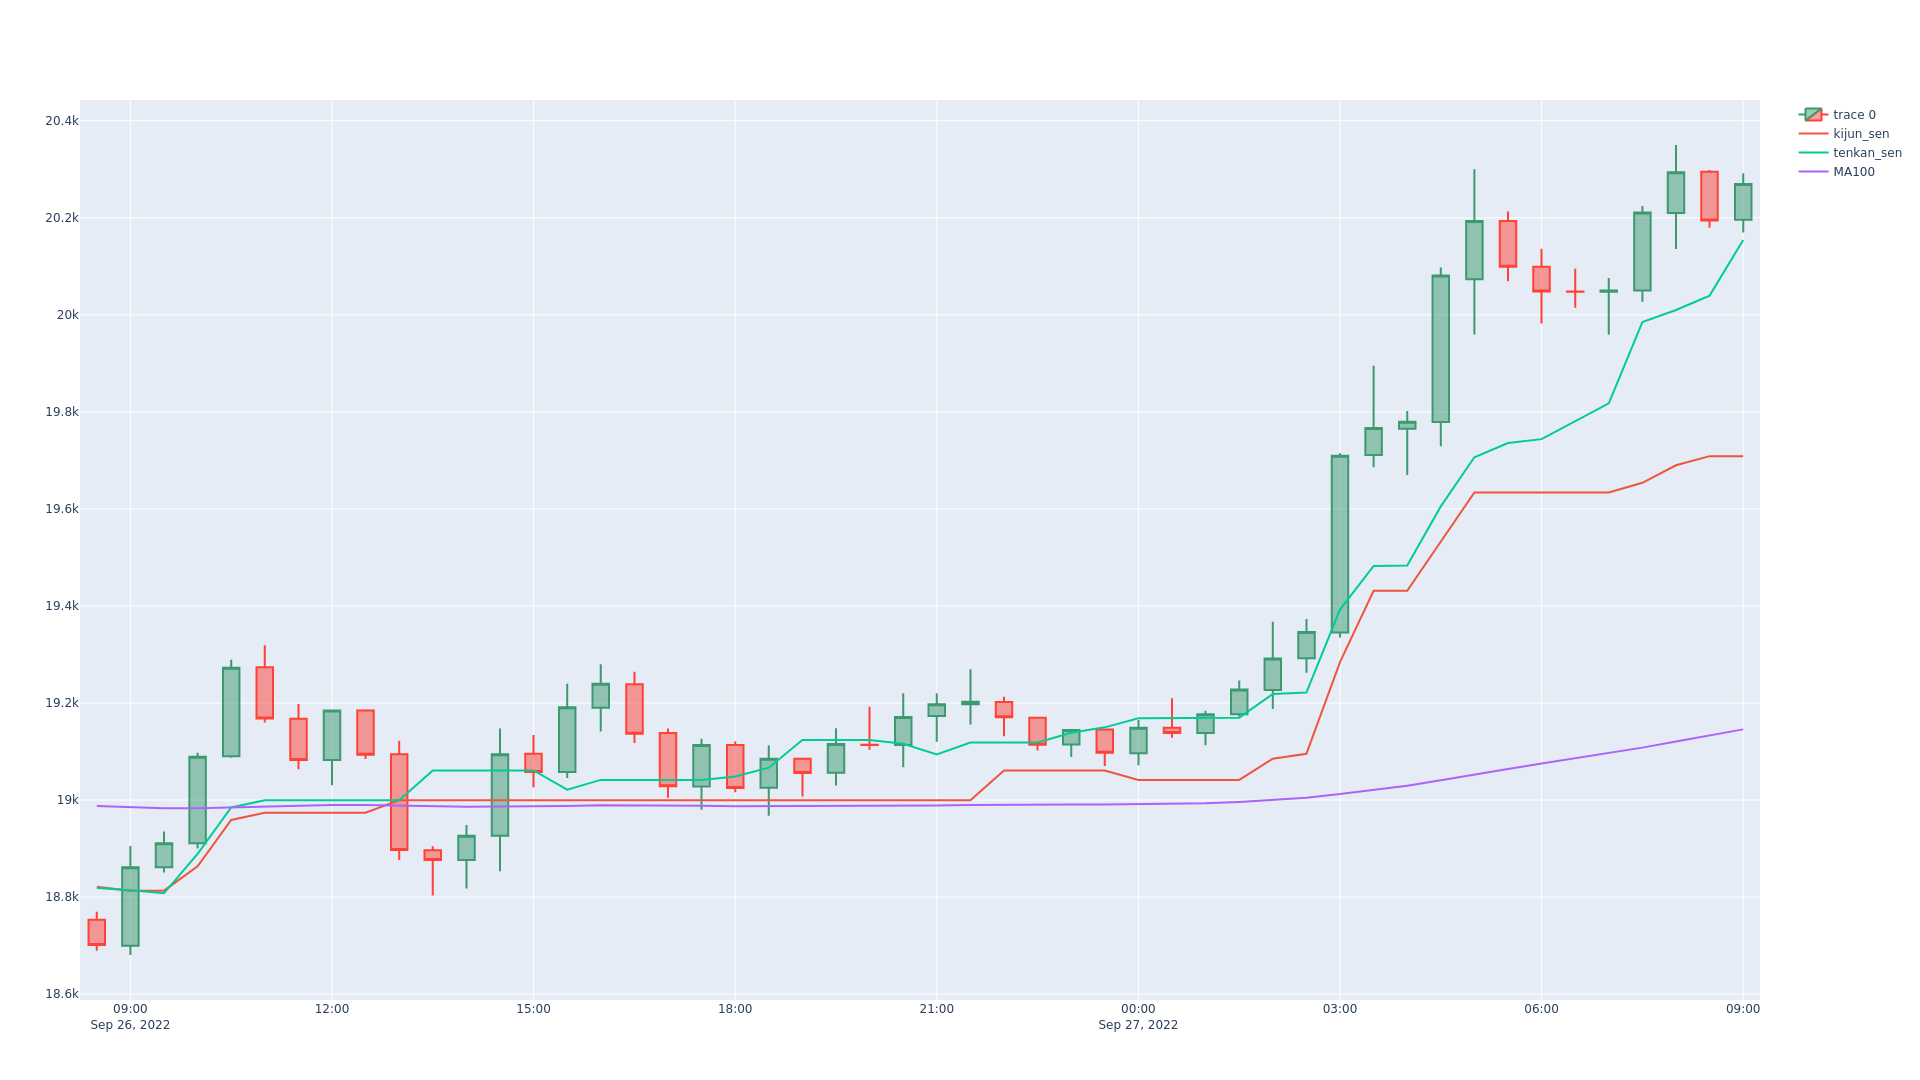 20.4k
20.2k
20k
19.8k
19.6k
19.4k
19.2k
19k
18.8k
18.6k
09:00 12:00 15:00 18:00 21:00 00:00 03:00 06:00 09:00
Sep 26, 2022 Sep 27, 2022
trace 0
kijun_sen
tenkan_sen
MA100